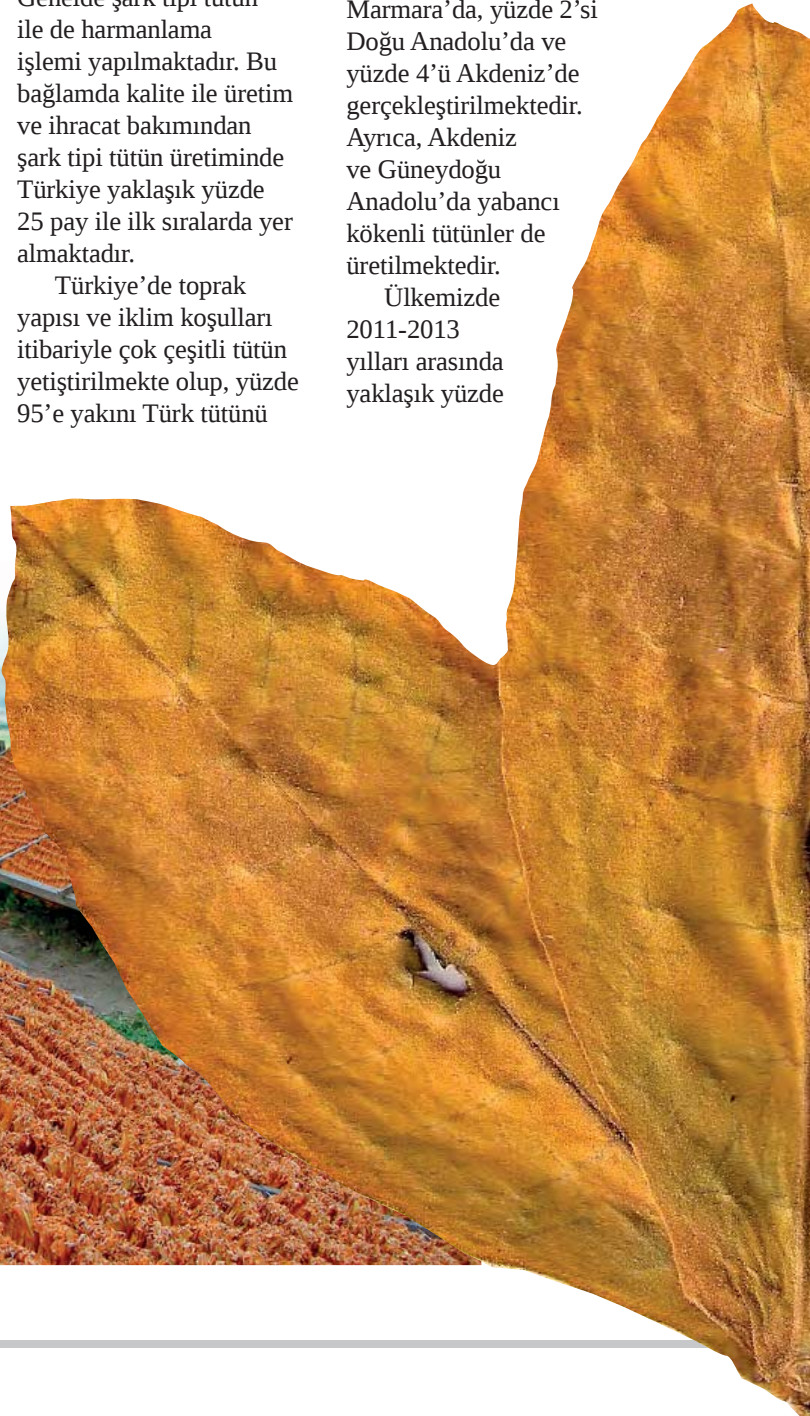 Genelde şark tipi tütün
ile de harmanlama
işlemi yapılmaktadır. Bu
bağlamda kalite ile üretim
ve ihracat bakımından
şark tipi tütün üretiminde
Türkiye yaklaşık yüzde
25 pay ile ilk sıralarda yer
almaktadır.
Türkiye’de toprak
yapısı ve iklim koşulları
itibariyle çok çeşitli tütün
yetiştirilmekte olup, yüzde
95’e yakını Türk tütünü
Marmara’da, yüzde 2’si
Doğu Anadolu’da ve
yüzde 4’ü Akdeniz’de
gerçekleştirilmektedir.
Ayrıca, Akdeniz
ve Güneydoğu
Anadolu’da yabancı
kökenli tütünler de
üretilmektedir.
Ülkemizde
2011-2013
yılları arasında
yaklaşık yüzde